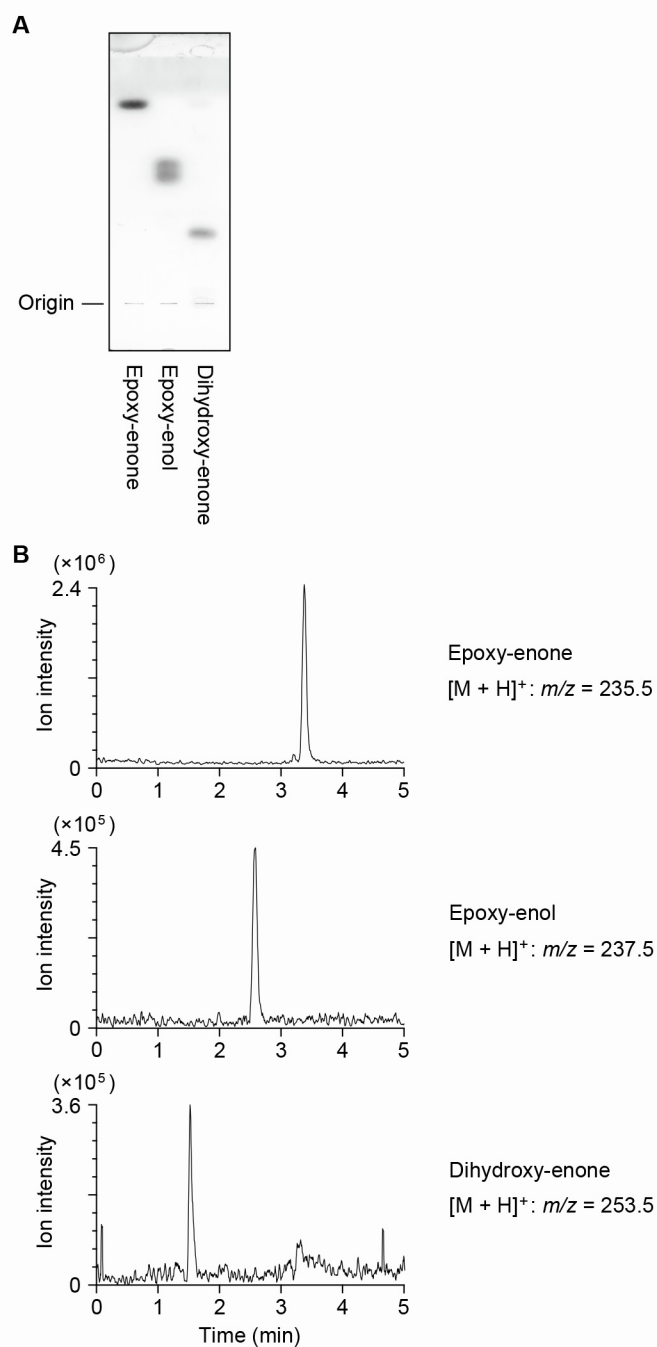 A
Origin
Epoxy-enone
Epoxy-enol
Dihydroxy-enone
B
(×10⁶)
2.4
Ion intensity
0
0 1 2 3 4 5
Epoxy-enone
[M + H]⁺: m/z = 235.5
(×10⁵)
4.5
Ion intensity
0
0 1 2 3 4 5
Epoxy-enol
[M + H]⁺: m/z = 237.5
(×10⁵)
3.6
Ion intensity
0
0 1 2 3 4 5
Time (min)
Dihydroxy-enone
[M + H]⁺: m/z = 253.5